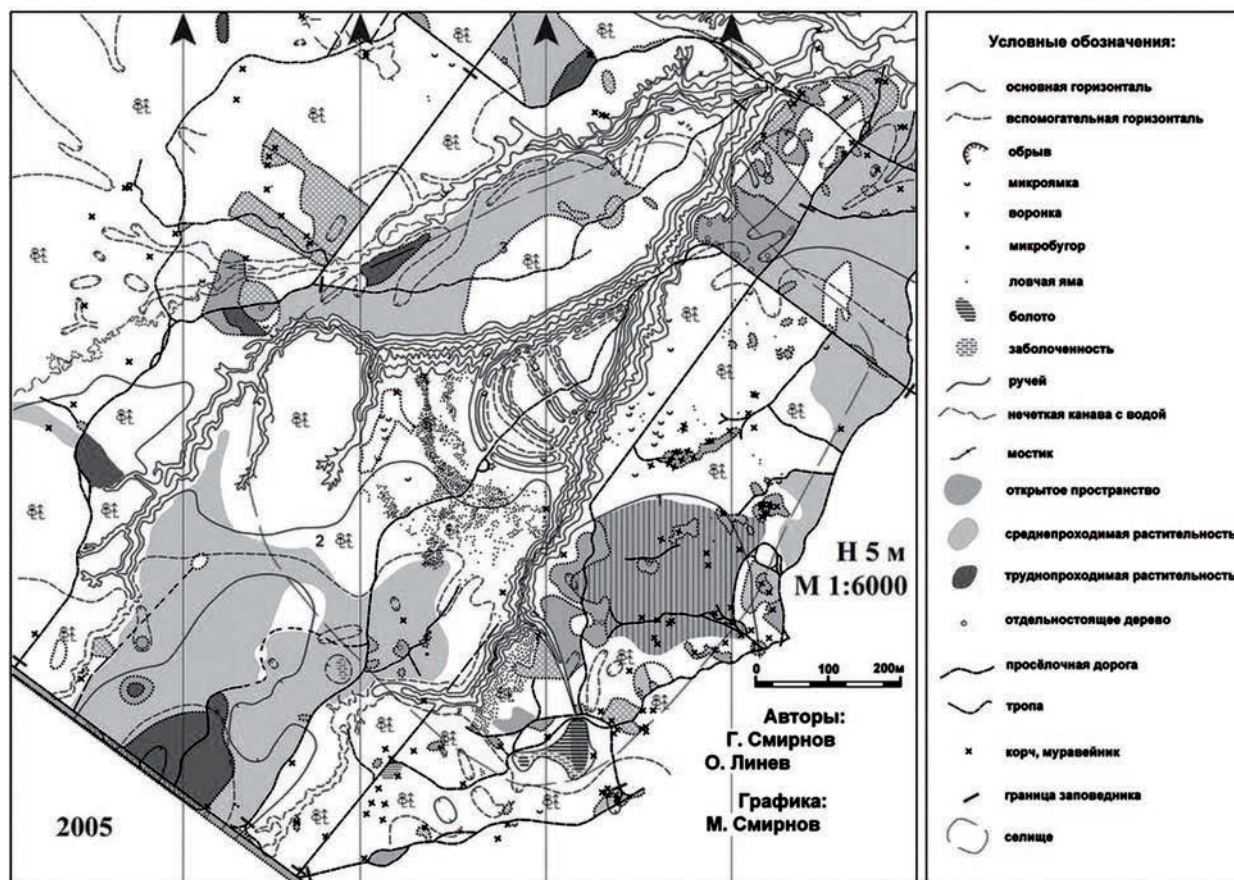 3
2
1
Н 5 м
М 1:6000
0 100 200м
Авторы:
Г. Смирнов
О. Линев
Графика:
М. Смирнов
2005
Условные обозначения:
основная горизонталь
вспомогательная горизонталь
обрыв
микроямка
воронка
микробугор
ловчая яма
болото
заболоченность
ручей
нечеткая канава с водой
мостик
открытое пространство
среднепроходимая растительность
труднопроходимая растительность
отдельностоящее дерево
просёлочная дорога
тропа
корч, муравейник
граница заповедника
селище